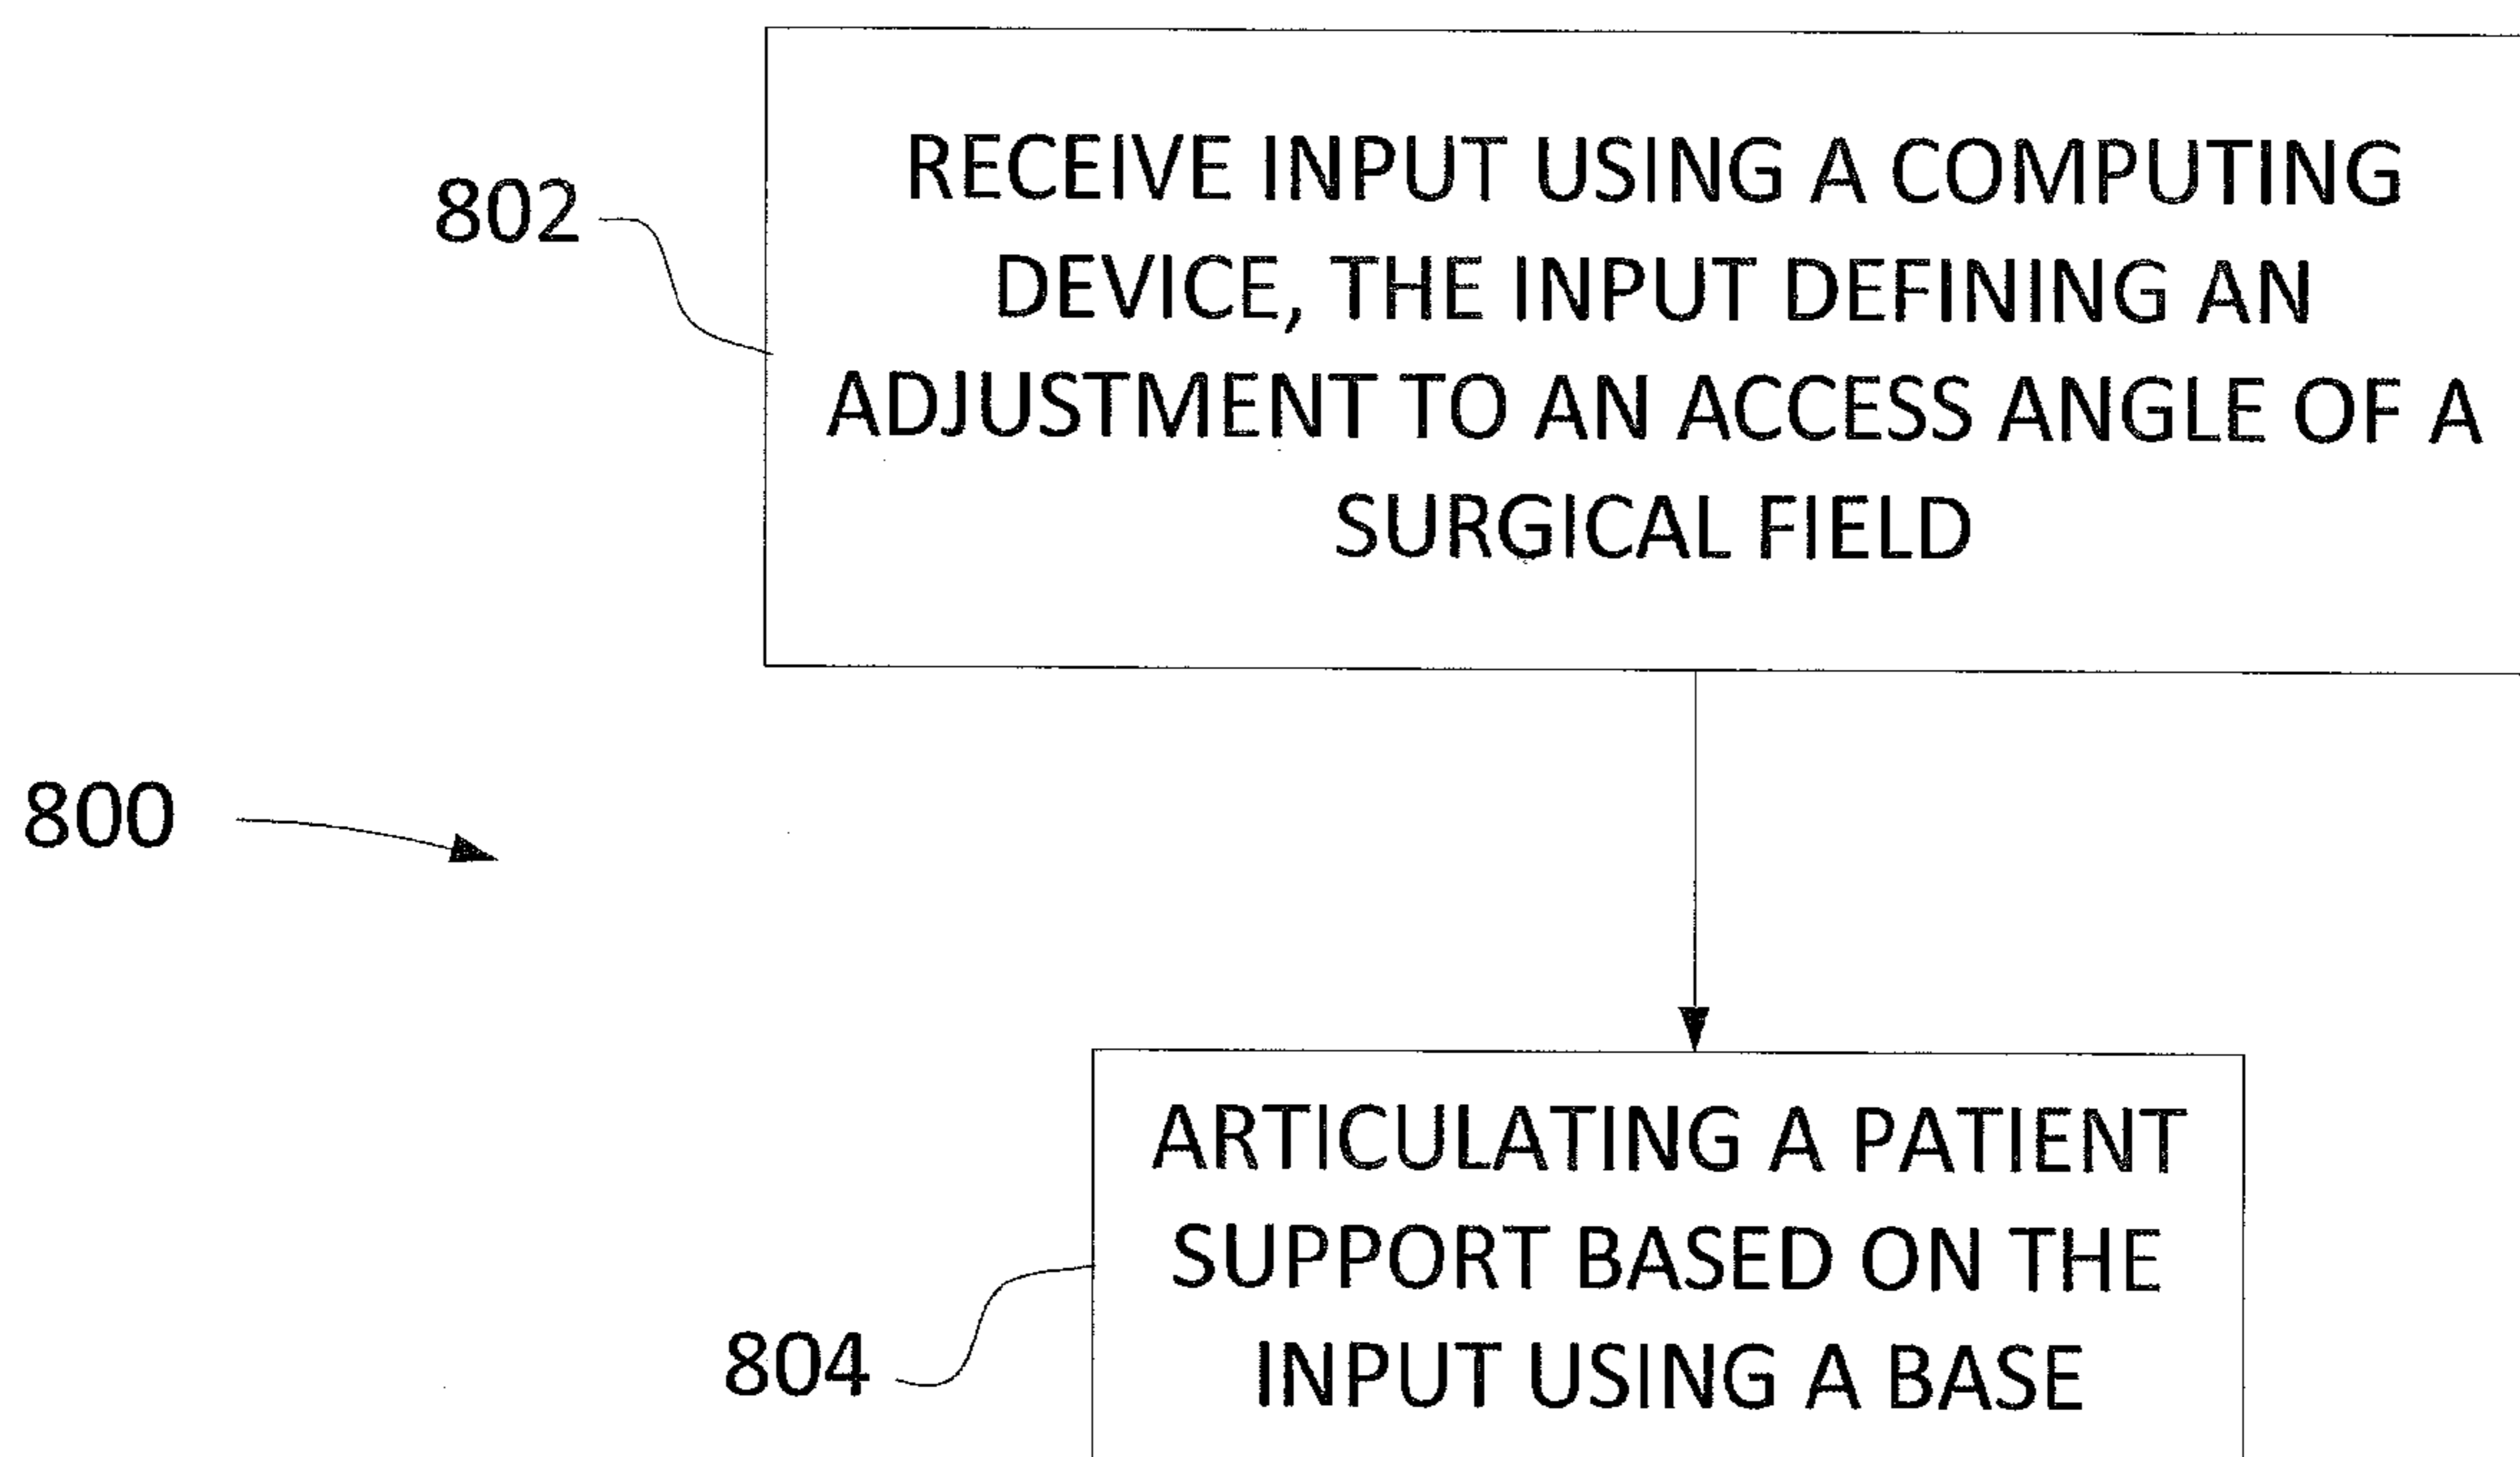 802
RECEIVE INPUT USING A COMPUTING
DEVICE, THE INPUT DEFINING AN
ADJUSTMENT TO AN ACCESS ANGLE OF A
SURGICAL FIELD
800
804
ARTICULATING A PATIENT
SUPPORT BASED ON THE
INPUT USING A BASE